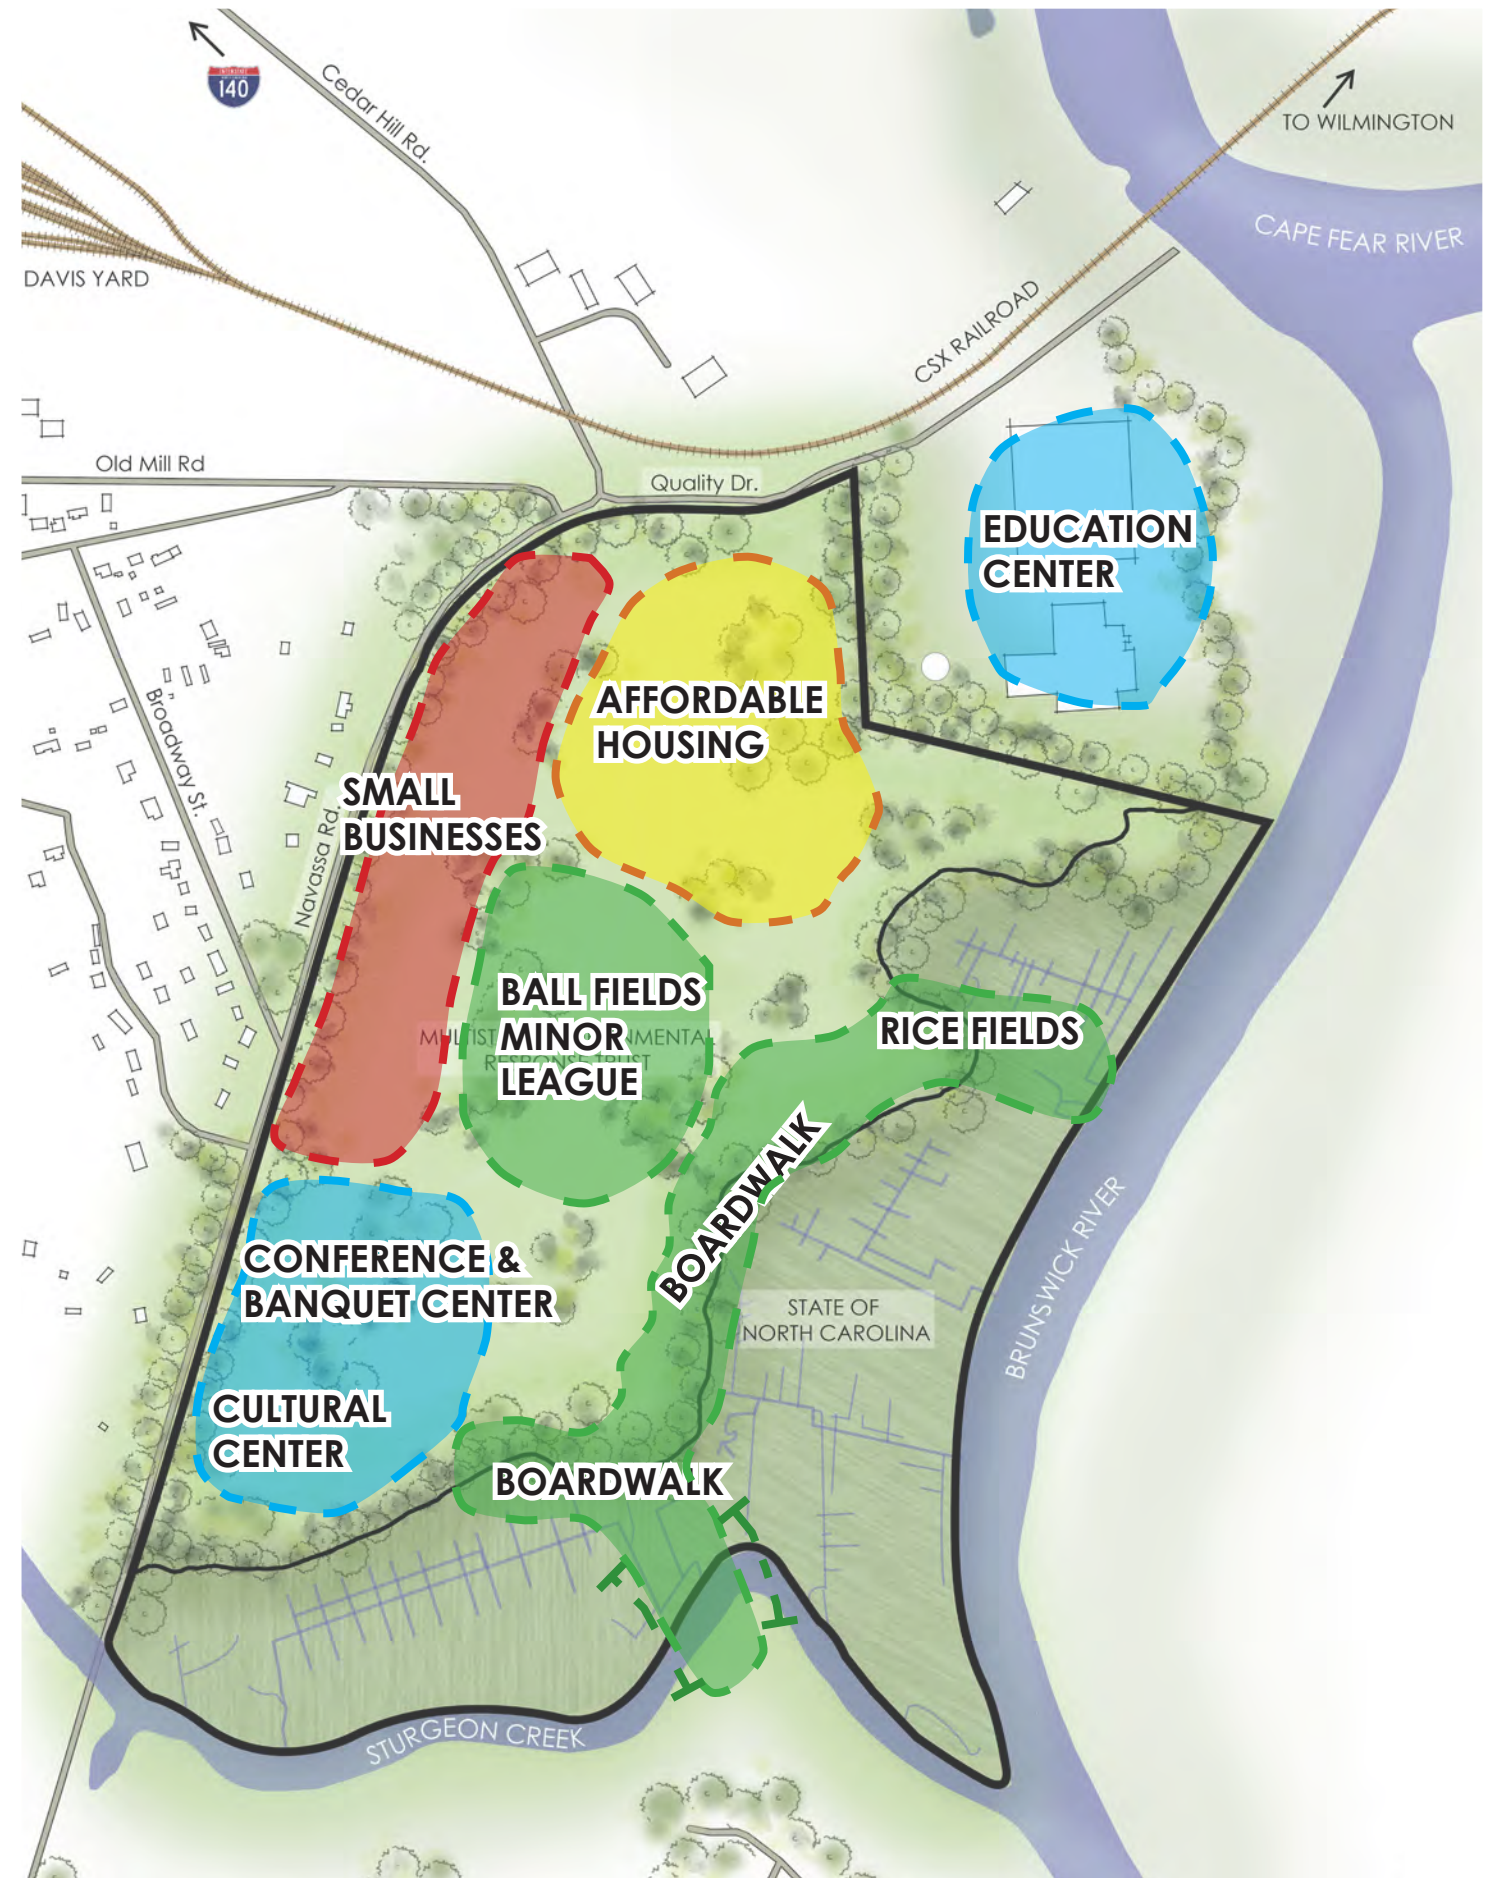 INTERSTATE
140
Cedar Hill Rd.
TO WILMINGTON
CAPE FEAR RIVER
DAVIS YARD
CSX RAILROAD
Old Mill Rd
Quality Dr.
EDUCATION
CENTER
AFFORDABLE
HOUSING
Broadway St.
SMALL
BUSINESSES
Navassa Rd.
BALL FIELDS
MINOR
LEAGUE
RICE FIELDS
BOARDWALK
BRUNSWICK RIVER
CONFERENCE &
BANQUET CENTER
STATE OF
NORTH CAROLINA
CULTURAL
CENTER
BOARDWALK
STURGEON CREEK